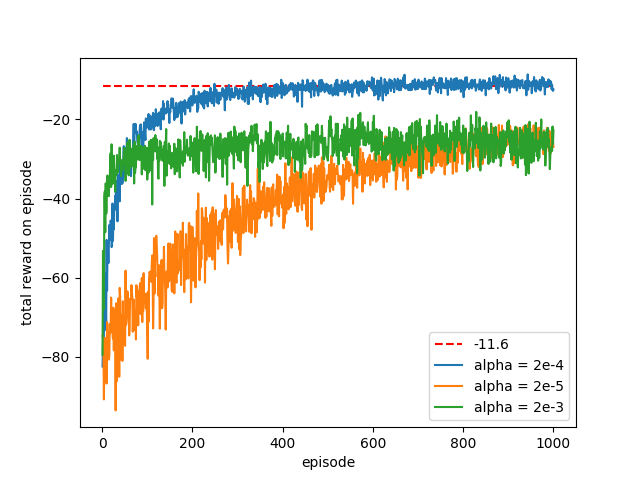 total reward on episode
−20
−40
−60
−80
0
200
400
600
800
1000
episode
-11.6
alpha = 2e-4
alpha = 2e-5
alpha = 2e-3